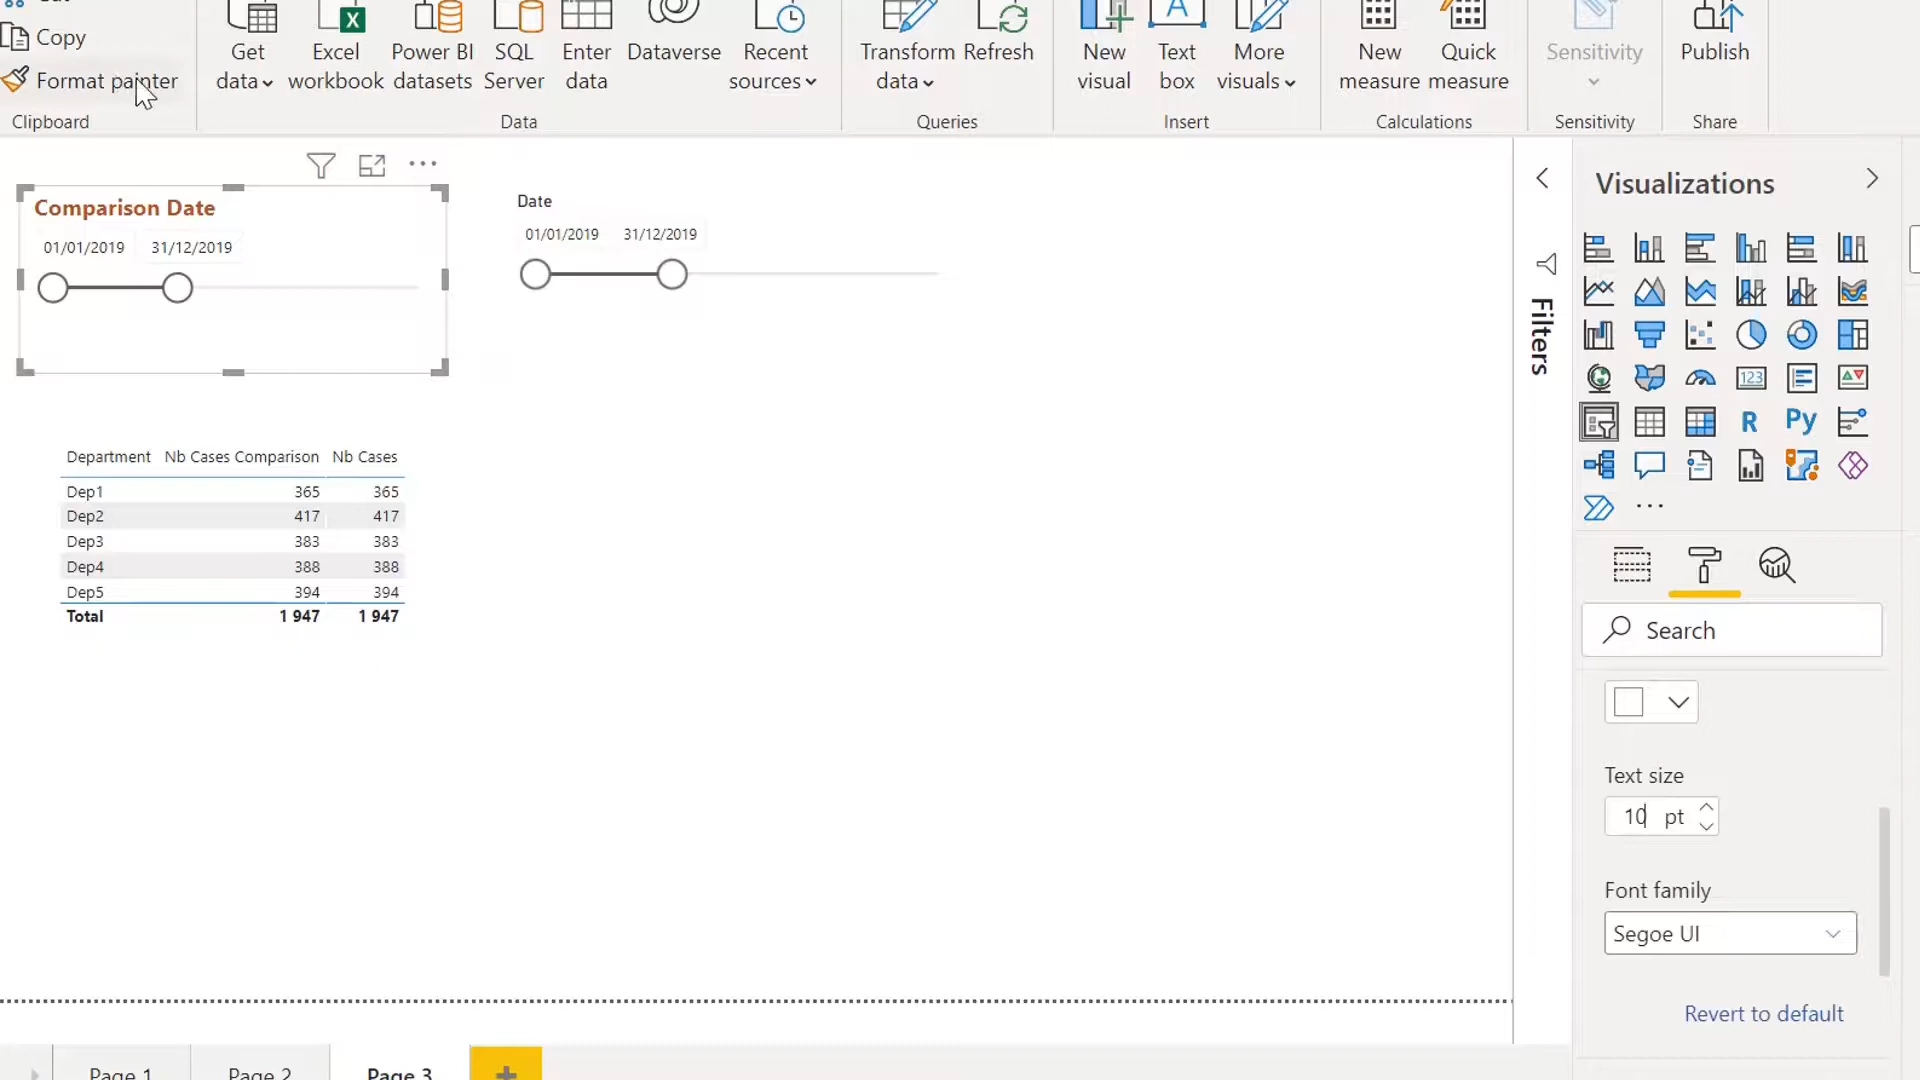 Copy
Format painter
Clipboard
Get data
Excel workbook
Power BI datasets
SQL Server
Enter data
Dataverse
Recent sources
Data
Transform data
Refresh
Queries
New visual
Text box
A
More visuals
Insert
New measure
Quick measure
Calculations
Sensitivity
Sensitivity
Publish
Share
Comparison Date
01/01/2019 31/12/2019
Date
01/01/2019 31/12/2019
Department Nb Cases Comparison Nb Cases
Dep1 365 365
Dep2 417 417
Dep3 383 383
Dep4 388 388
Dep5 394 394
Total 1 947 1 947
Filters
Visualizations
123
R
Py
Search
Text size
10 pt
Font family
Segoe UI
Revert to default
Page 1 Page 2 Page 3